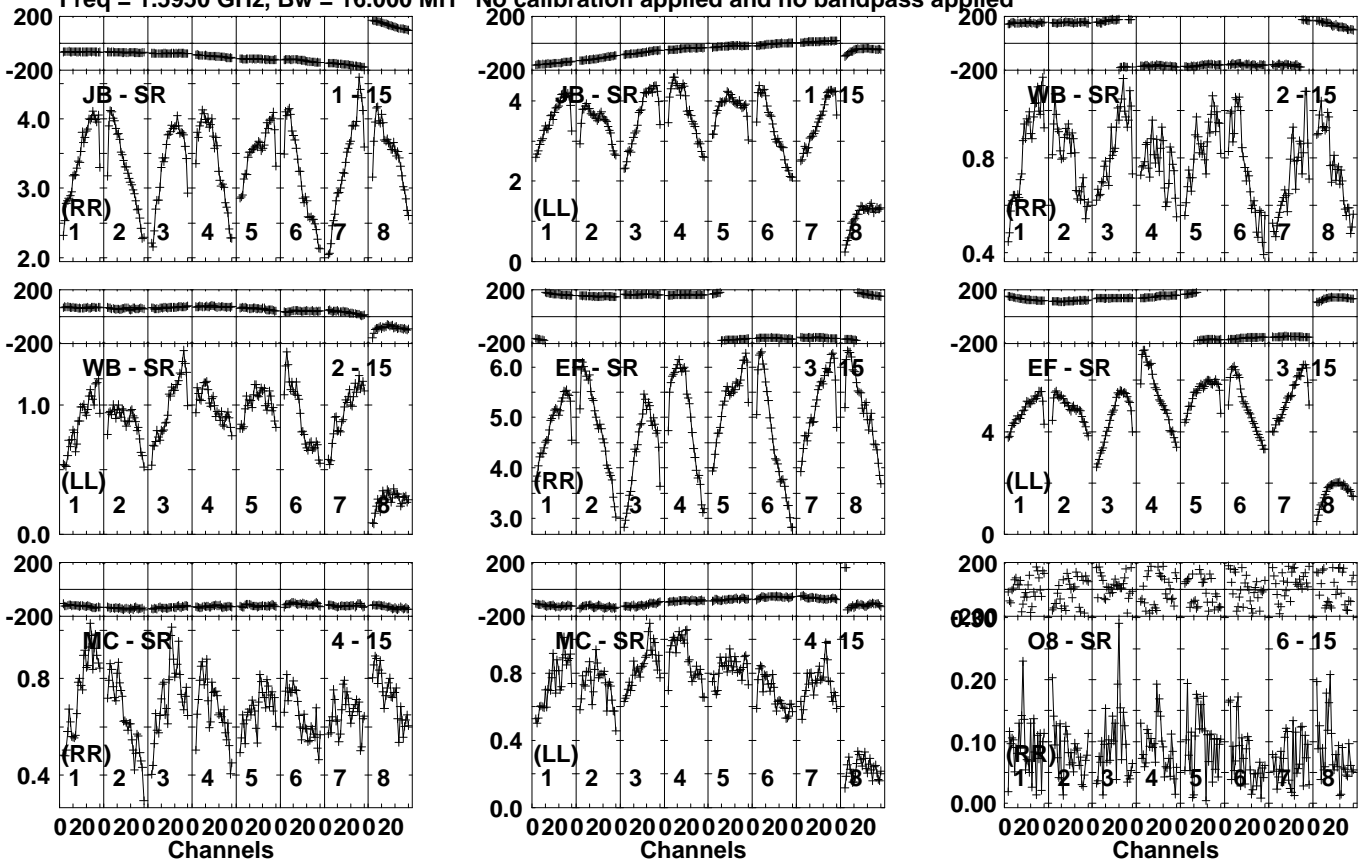 Freq = 1.5950 GHz, Bw = 16.000 MH No calibration applied and no bandpass applied
200 200 200
-200 -200 -200
JB - SR 1 - 15 JB - SR 1 - 15 WB - SR 2 - 15
4.0 4 0.8
3.0 2
(RR) (LL) (RR)
1 2 3 4 5 6 7 8 1 2 3 4 5 6 7 8 1 2 3 4 5 6 7 8
2.0 0 0.4
200 200 200
-200 -200 -200
WB - SR 2 - 15 EF - SR 3 - 15 EF - SR 3 - 15
6.0
1.0 5.0 4
4.0
(LL) (RR) (LL)
1 2 3 4 5 6 7 8 1 2 3 4 5 6 7 8 1 2 3 4 5 6 7 8
0.0 3.0 0
200 200 200
-200 -200 -200
0.30
MC - SR 4 - 15 MC - SR 4 - 15 O8 - SR 6 - 15
0.8 0.8 0.20
0.4 0.10
(RR) (LL) (RR)
1 2 3 4 5 6 7 8 1 2 3 4 5 6 7 8 1 2 3 4 5 6 7 8
0.4 0.0 0.00
0 20 0 20 0 20 0 20 0 20 0 20 0 20 0 20 0 20 0 20 0 20 0 20 0 20 0 20 0 20 0 20 0 20 0 20 0 20 0 20 0 20 0 20 0 20 0 20
Channels Channels Channels